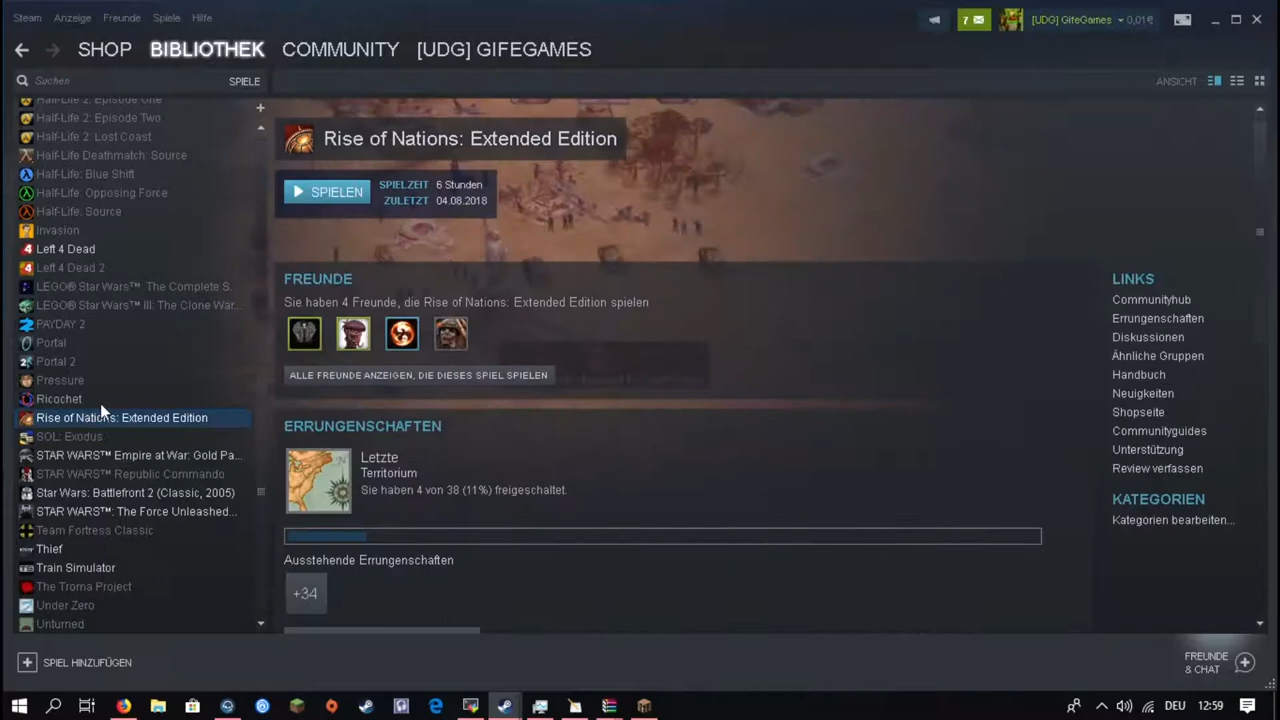 Steam Anzeige Freunde Spiele Hilfe
7 [UDG] GifeGames 0,01€
SHOP BIBLIOTHEK COMMUNITY [UDG] GIFEGAMES
Suchen SPIELE ANSICHT
Half-Life 2: Episode One
Half-Life 2: Episode Two
Half-Life 2: Lost Coast
Half-Life Deathmatch: Source
Half-Life: Blue Shift
Half-Life: Opposing Force
Half-Life: Source
Invasion
Left 4 Dead
Left 4 Dead 2
LEGO® Star Wars™ The Complete S.
LEGO® Star Wars™ III: The Clone War...
PAYDAY 2
Portal
Portal 2
Pressure
Ricochet
Rise of Nations: Extended Edition
SOL: Exodus
STAR WARS™ Empire at War: Gold Pa...
STAR WARS™ Republic Commando
Star Wars: Battlefront 2 (Classic, 2005)
STAR WARS™: The Force Unleashed...
Team Fortress Classic
Thief
Train Simulator
The Troma Project
Under Zero
Unturned
SPIEL HINZUFÜGEN
Rise of Nations: Extended Edition
SPIELEN SPIELZEIT 6 Stunden
ZULETZT 04.08.2018
FREUNDE
Sie haben 4 Freunde, die Rise of Nations: Extended Edition spielen
ALLE FREUNDE ANZEIGEN, DIE DIESES SPIEL SPIELEN
ERRUNGENSCHAFTEN
Letzte
Territorium
Sie haben 4 von 38 (11%) freigeschaltet.
Ausstehende Errungenschaften
+34
LINKS
Communityhub
Errungenschaften
Diskussionen
Ähnliche Gruppen
Handbuch
Neuigkeiten
Shopseite
Communityguides
Unterstützung
Review verfassen
KATEGORIEN
Kategorien bearbeiten...
FREUNDE
& CHAT
DEU 12:59